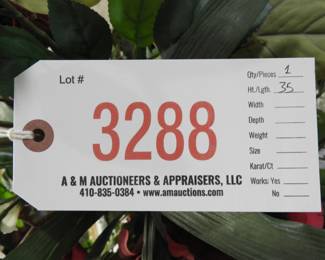 Lot #
3288
Qty/Pieces 1
Ht./Lgth. 35
Width
Depth
Weight
Size
Karat/Ct
Works: Yes
No
A & M AUCTIONEERS & APPRAISERS, LLC
410-835-0384 • www.amauctions.com